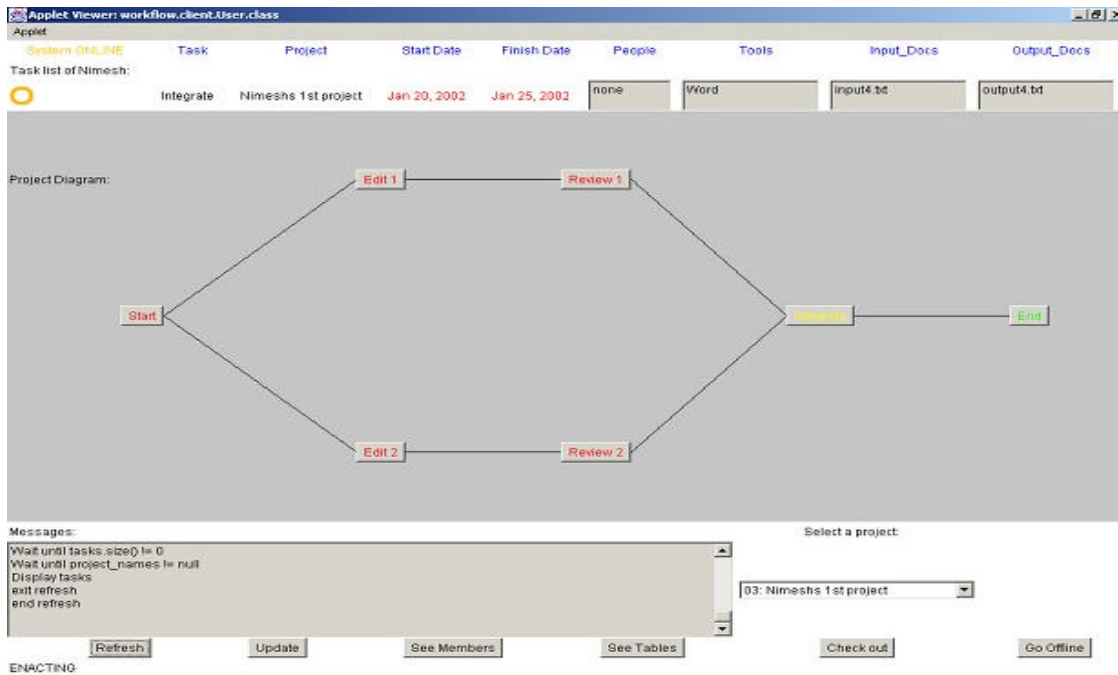 Applet Viewer: workflow.client.User.class
Applet
System ONLINE Task Project Start Date Finish Date People Tools Input_Docs Output_Docs
Task list of Nimesh:
Integrate Nimeshs 1st project Jan 20, 2002 Jan 25, 2002 none Word input4.txt output4.txt
Project Diagram:
Edit 1 Review 1
Start Integrate End
Edit 2 Review 2
Messages: Select a project:
Wait until tasks.size() != 0
Wait until project_names != null
Display tasks
exit refresh
end refresh
03: Nimeshs 1st project
Refresh Update See Members See Tables Check out Go Offline
ENACTING